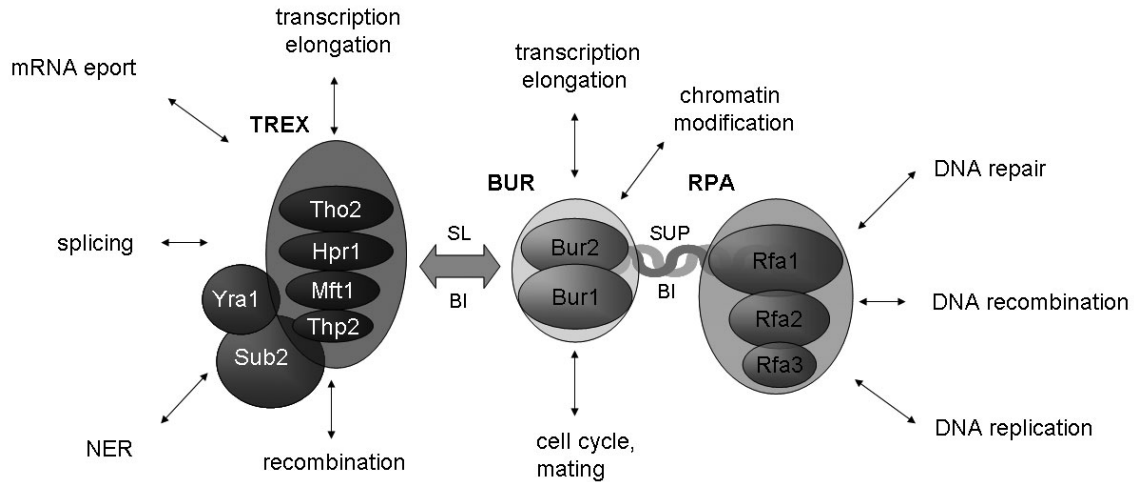 transcription
elongation
mRNA eport
TREX
transcription
elongation
chromatin
modification
BUR
RPA
DNA repair
Tho2
Hpr1
Mft1
Thp2
Yra1
Sub2
splicing
SL
BI
Bur2
Bur1
SUP
BI
Rfa1
Rfa2
Rfa3
DNA recombination
NER
recombination
cell cycle,
mating
DNA replication